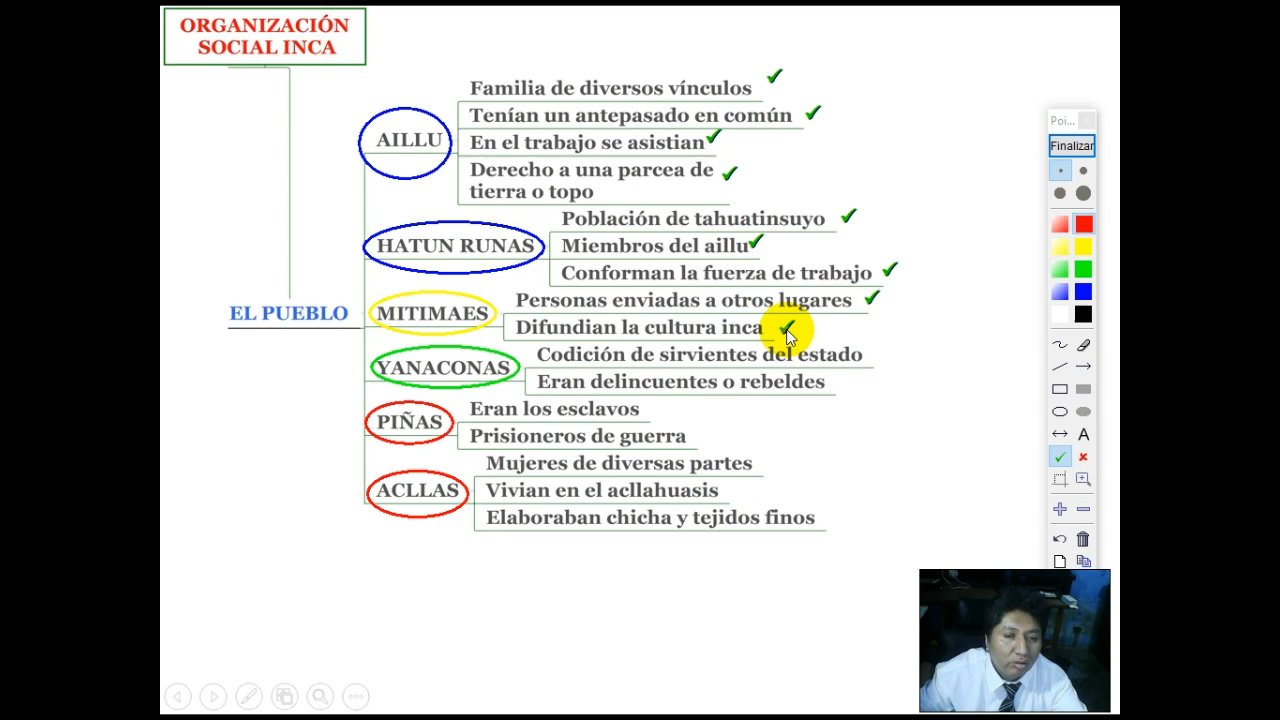 ORGANIZACIÓN
SOCIAL INCA
Familia de diversos vínculos
Tenían un antepasado en común
AILLU
En el trabajo se asistian
Derecho a una parcea de
tierra o topo
Población de tahuatinsuyo
HATUN RUNAS
Miembros del aillu
Conforman la fuerza de trabajo
EL PUEBLO
MITIMAES
Personas enviadas a otros lugares
Difundian la cultura inca
YANACONAS
Codición de sirvientes del estado
Eran delincuentes o rebeldes
PIÑAS
Eran los esclavos
Prisioneros de guerra
ACLLAS
Mujeres de diversas partes
Vivian en el acllahuasis
Elaboraban chicha y tejidos finos
Poi...
Finalizar
A